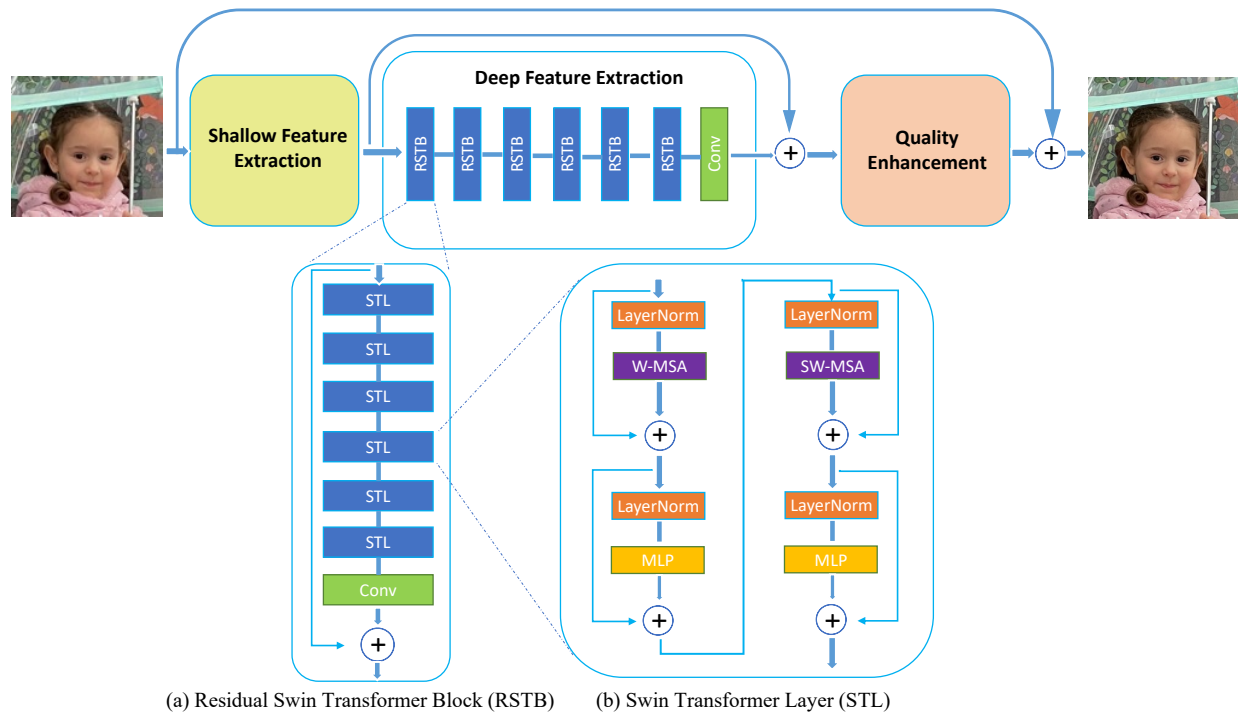 Deep Feature Extraction
Shallow Feature
Extraction
RSTB
RSTB
RSTB
RSTB
RSTB
RSTB
Conv
+
Quality
Enhancement
+
STL
STL
STL
STL
STL
STL
Conv
+
LayerNorm
W-MSA
+
LayerNorm
MLP
+
LayerNorm
SW-MSA
+
LayerNorm
MLP
+
(a) Residual Swin Transformer Block (RSTB)
(b) Swin Transformer Layer (STL)